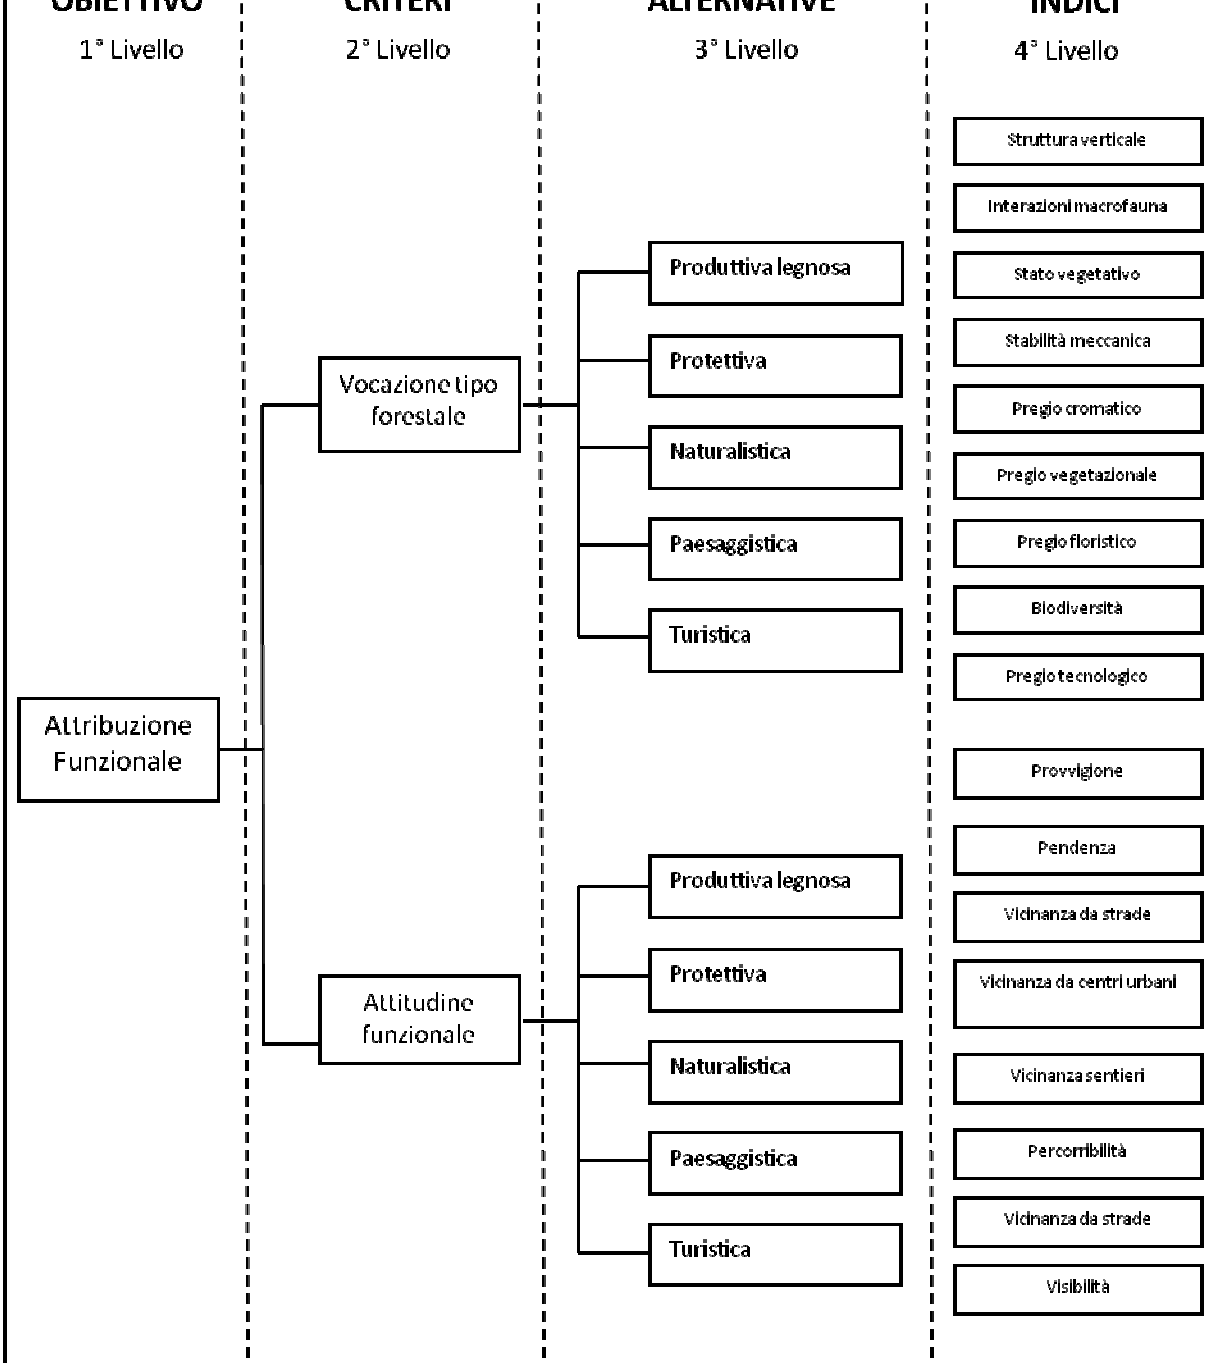 OBIETTIVO
1° Livello
CRITERI
2° Livello
ALTERNATIVE
3° Livello
INDICI
4° Livello
Attribuzione
Funzionale
Vocazione tipo
forestale
Attitudine
funzionale
Produttiva legnosa
Protettiva
Naturalistica
Paesaggistica
Turistica
Produttiva legnosa
Protettiva
Naturalistica
Paesaggistica
Turistica
Struttura verticale
Interazioni macrofauna
Stato vegetativo
Stabilità meccanica
Pregio cromatico
Pregio vegetazionale
Pregio floristico
Biodiversità
Pregio tecnologico
Provvigione
Pendenza
Vicinanza da strade
Vicinanza da centri urbani
Vicinanza sentieri
Percorribilità
Vicinanza da strade
Visibilità